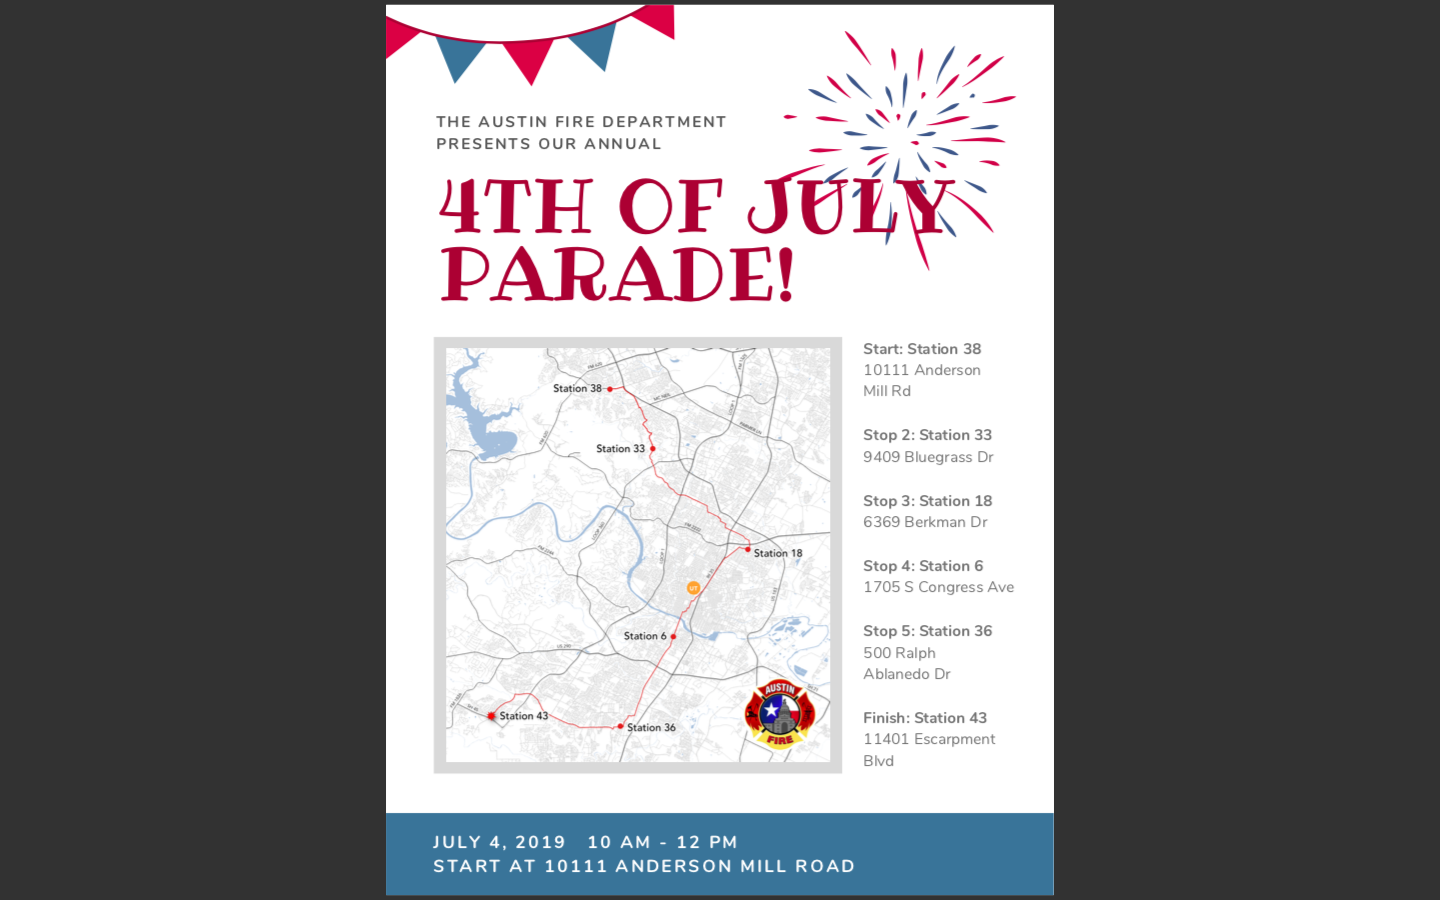 THE AUSTIN FIRE DEPARTMENT
PRESENTS OUR ANNUAL
4TH OF JULY
PARADE!
Station 38
Station 33
Station 18
UT
Station 6
Station 43
Station 36
AUSTIN
FIRE
Start: Station 38
10111 Anderson
Mill Rd
Stop 2: Station 33
9409 Bluegrass Dr
Stop 3: Station 18
6369 Berkman Dr
Stop 4: Station 6
1705 S Congress Ave
Stop 5: Station 36
500 Ralph
Ablanedo Dr
Finish: Station 43
11401 Escarpment
Blvd
JULY 4, 2019 10 AM - 12 PM
START AT 10111 ANDERSON MILL ROAD